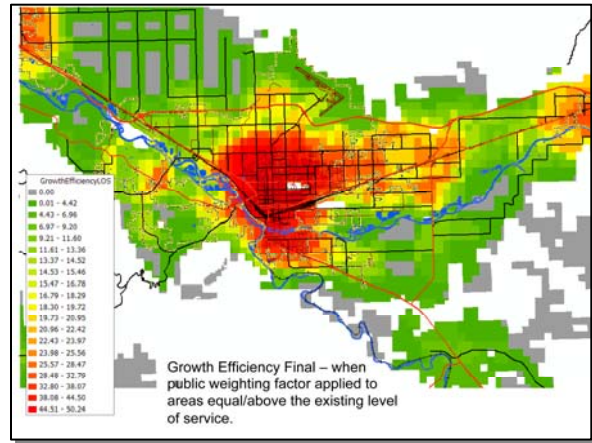 GrowthEfficiencyLOS
0.00
0.01 - 4.42
4.43 - 6.96
6.97 - 9.20
9.21 - 11.60
11.61 - 13.36
13.37 - 14.52
14.53 - 15.46
15.47 - 16.78
16.79 - 18.29
18.30 - 19.72
19.73 - 20.95
20.96 - 22.42
22.43 - 23.97
23.98 - 25.56
25.57 - 28.47
28.48 - 32.79
32.80 - 38.07
38.08 - 44.50
44.51 - 50.24
Growth Efficiency Final – when
public weighting factor applied to
areas equal/above the existing level
of service.